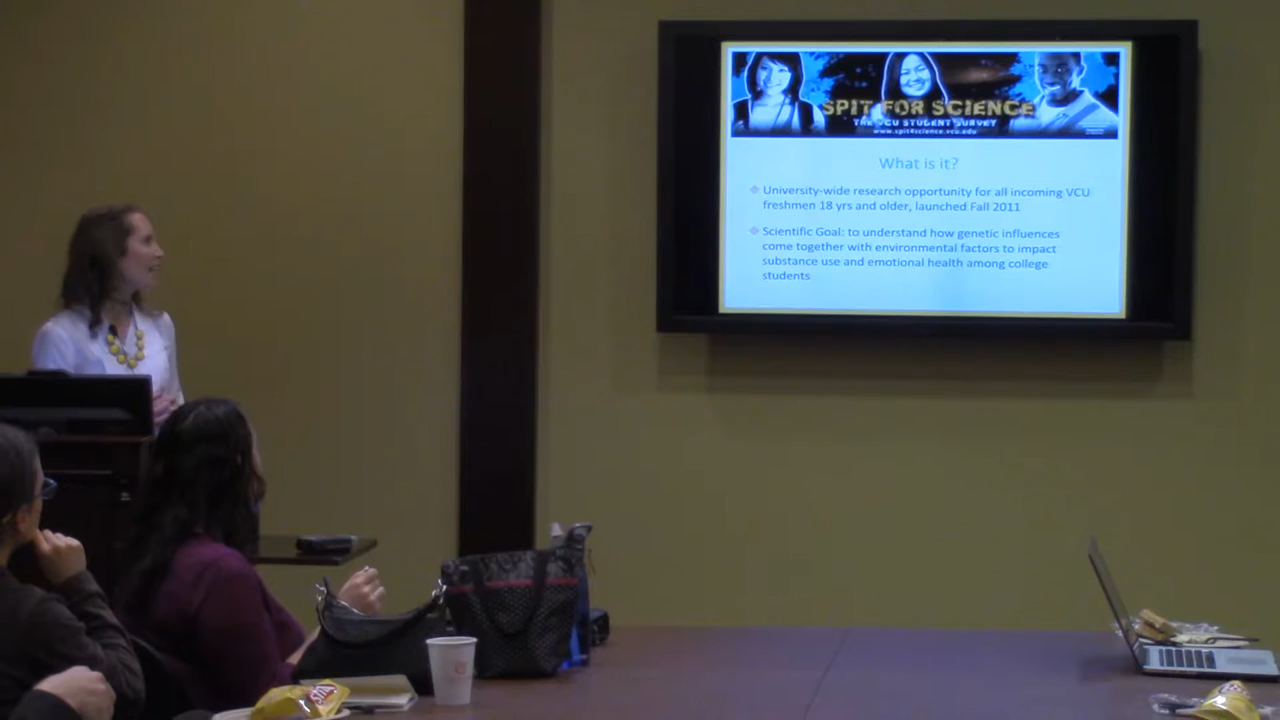 SPIT FOR SCIENCE
THE VCU STUDENT SURVEY
www.spit4science.vcu.edu
What is it?
University-wide research opportunity for all incoming VCU
freshmen 18 yrs and older, launched Fall 2011
Scientific Goal: to understand how genetic influences
come together with environmental factors to impact
substance use and emotional health among college
students